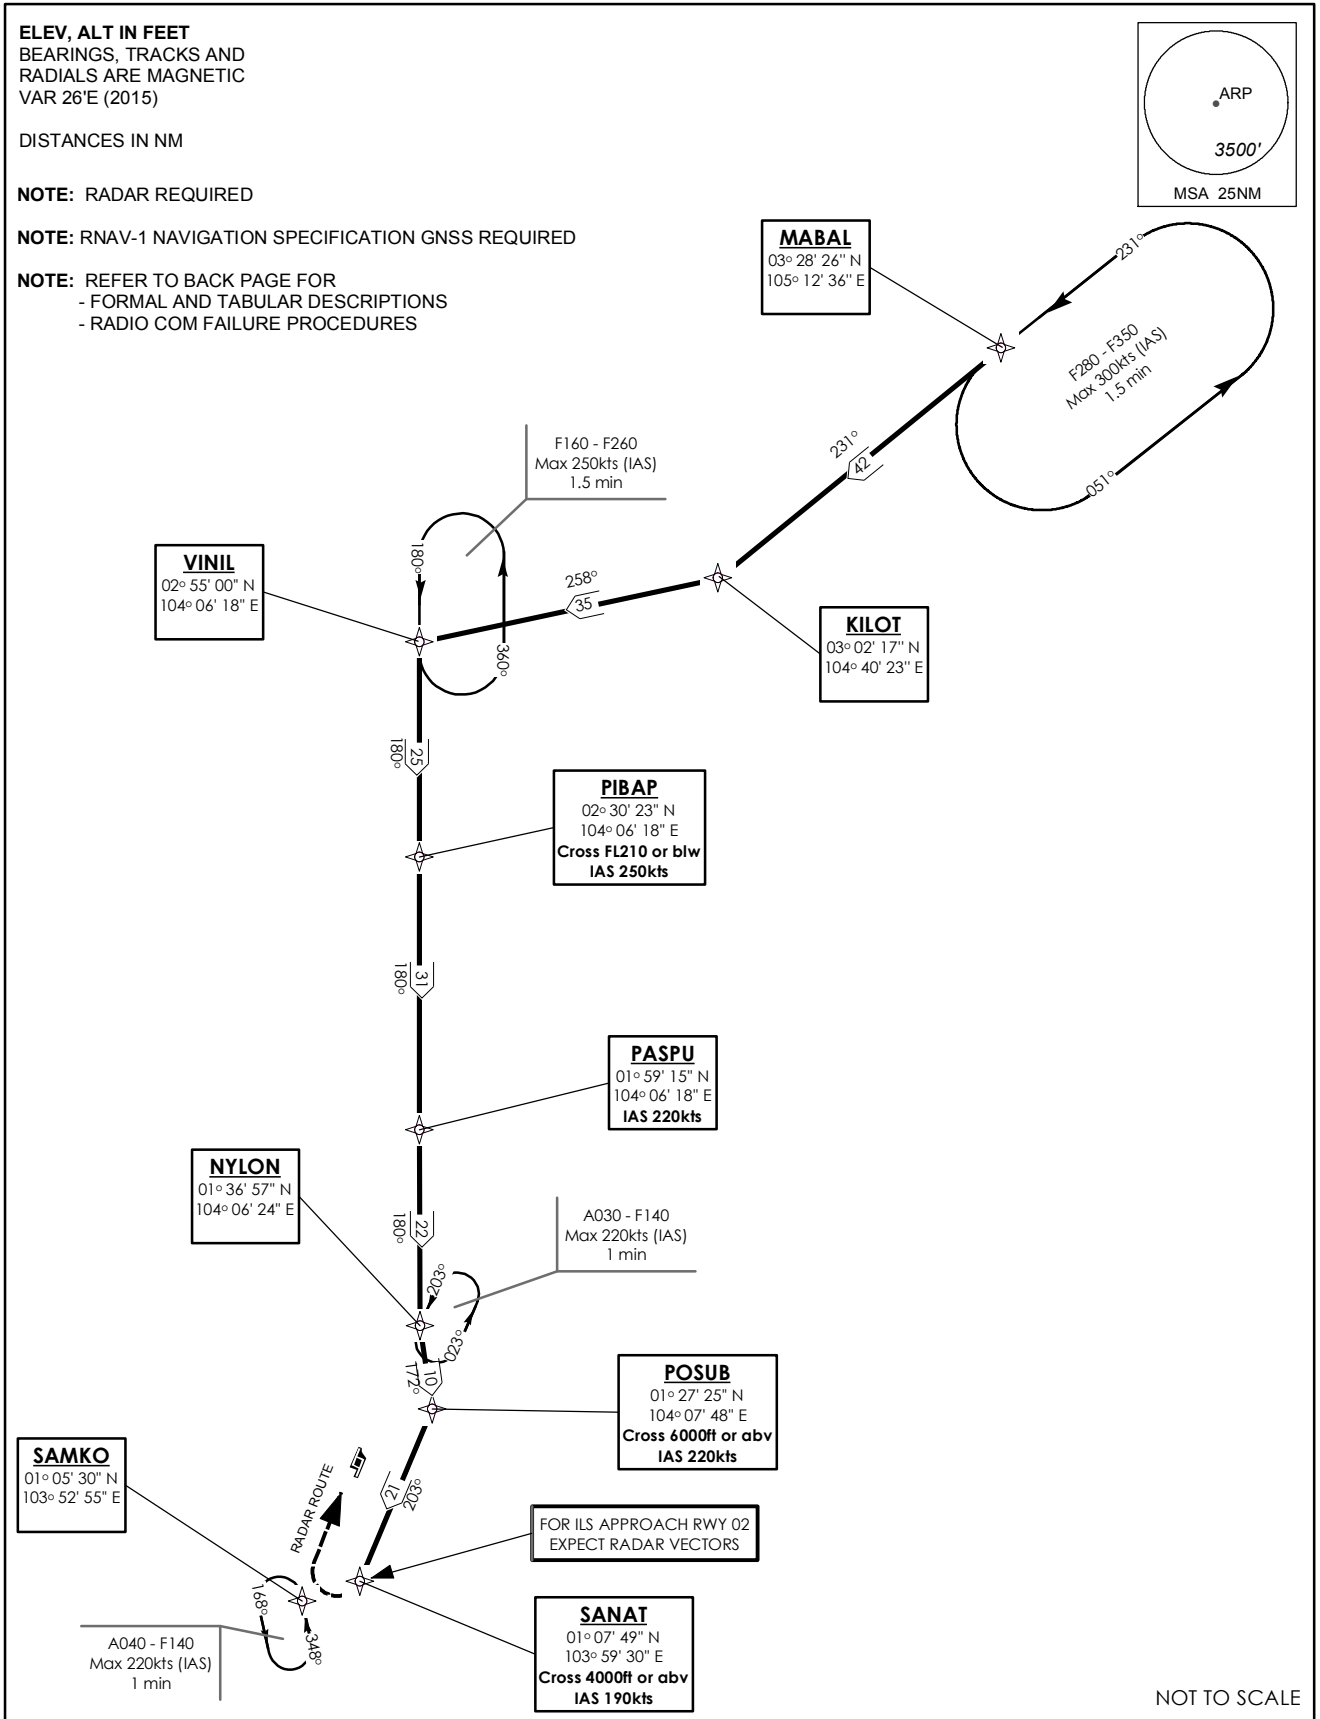 ELEV, ALT IN FEET
BEARINGS, TRACKS AND
RADIALS ARE MAGNETIC
VAR 26'E (2015)
DISTANCES IN NM
NOTE: RADAR REQUIRED
NOTE: RNAV-1 NAVIGATION SPECIFICATION GNSS REQUIRED
NOTE: REFER TO BACK PAGE FOR
- FORMAL AND TABULAR DESCRIPTIONS
- RADIO COM FAILURE PROCEDURES
ARP
3500'
MSA 25NM
MABAL
03° 28' 26" N
105° 12' 36" E
231°
F280 - F350
Max 300kts (IAS)
1.5 min
051°
231°
42
F160 - F260
Max 250kts (IAS)
1.5 min
180°
360°
VINIL
02° 55' 00" N
104° 06' 18" E
258°
35
KILOT
03° 02' 17" N
104° 40' 23" E
25
180°
PIBAP
02° 30' 23" N
104° 06' 18" E
Cross FL210 or blw
IAS 250kts
31
180°
PASPU
01° 59' 15" N
104° 06' 18" E
IAS 220kts
NYLON
01° 36' 57" N
104° 06' 24" E
22
180°
A030 - F140
Max 220kts (IAS)
1 min
203°
023°
10
172°
POSUB
01° 27' 25" N
104° 07' 48" E
Cross 6000ft or abv
IAS 220kts
SAMKO
01° 05' 30" N
103° 52' 55" E
RADAR ROUTE
21
203°
FOR ILS APPROACH RWY 02
EXPECT RADAR VECTORS
168°
348°
A040 - F140
Max 220kts (IAS)
1 min
SANAT
01° 07' 49" N
103° 59' 30" E
Cross 4000ft or abv
IAS 190kts
NOT TO SCALE